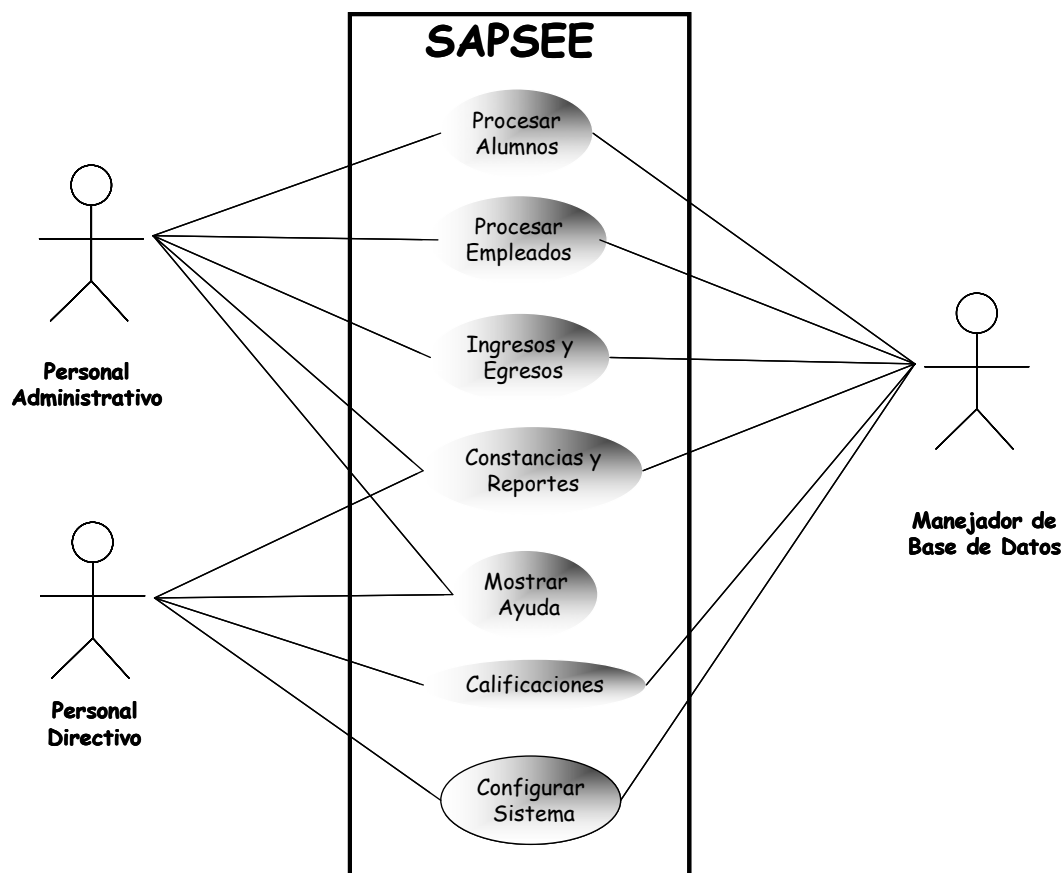 SAPSEE
Procesar
Alumnos
Procesar
Empleados
Ingresos y
Egresos
Constancias y
Reportes
Mostrar
Ayuda
Calificaciones
Configurar
Sistema
Personal
Administrativo
Personal
Directivo
Manejador de
Base de Datos